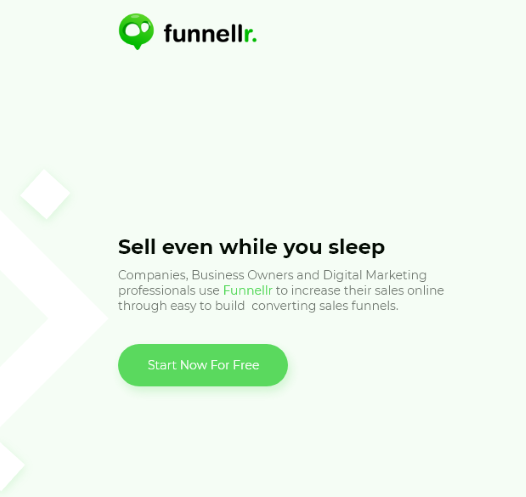 funnellr.
Sell even while you sleep
Companies, Business Owners and Digital Marketing
professionals use Funnellr to increase their sales online
through easy to build  converting sales funnels.
Start Now For Free